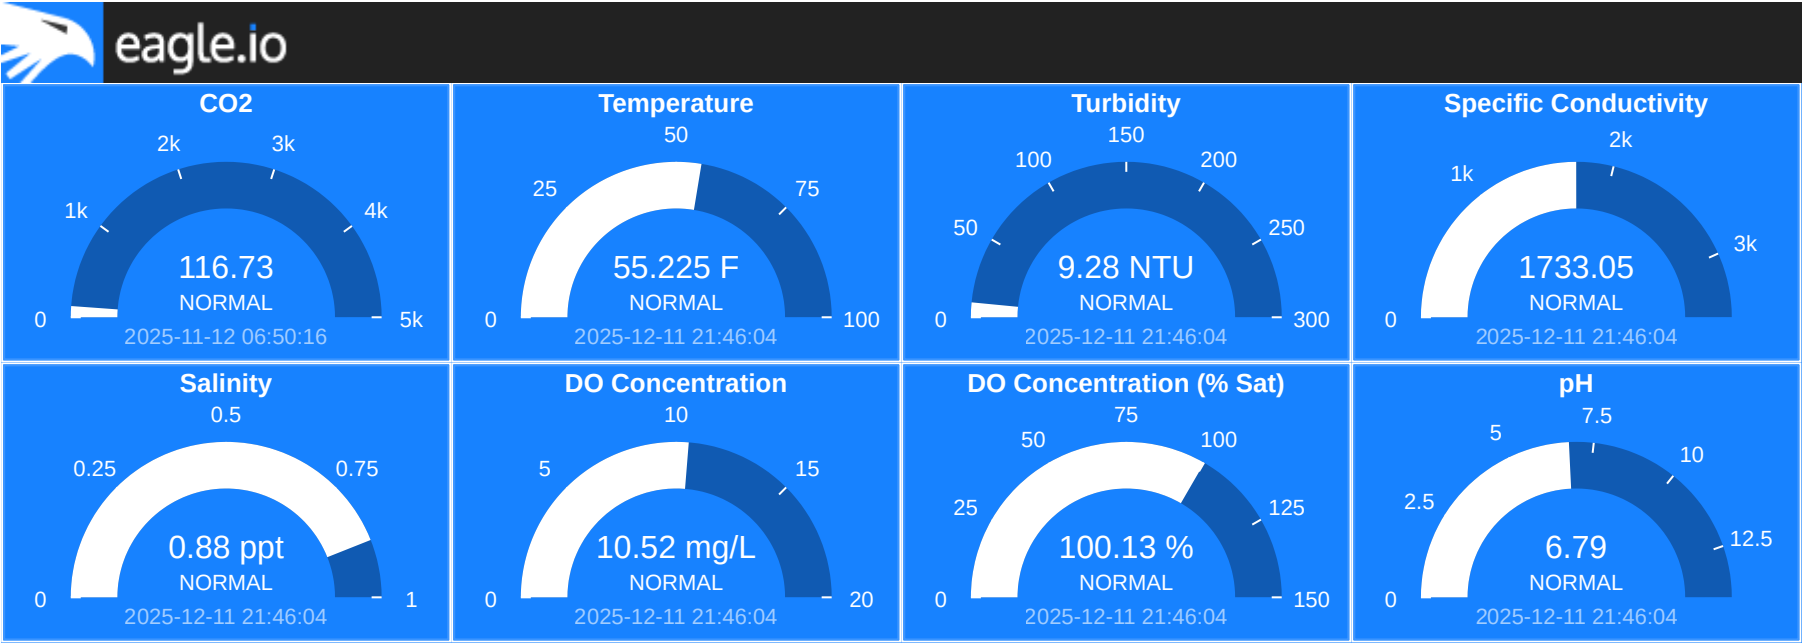 eagle.io
CO2
2k
3k
1k
4k
116.73
NORMAL
0
5k
2025-11-12 06:50:16
Temperature
50
25
75
55.225 F
NORMAL
0
100
2025-12-11 21:46:04
Turbidity
150
100
200
50
250
9.28 NTU
NORMAL
0
300
2025-12-11 21:46:04
Specific Conductivity
2k
1k
3k
1733.05
NORMAL
0
2025-12-11 21:46:04
Salinity
0.5
0.25
0.75
0.88 ppt
NORMAL
0
1
2025-12-11 21:46:04
DO Concentration
10
5
15
10.52 mg/L
NORMAL
0
20
2025-12-11 21:46:04
DO Concentration (% Sat)
75
50
100
25
125
100.13 %
NORMAL
0
150
2025-12-11 21:46:04
pH
7.5
5
10
2.5
12.5
6.79
NORMAL
0
2025-12-11 21:46:04